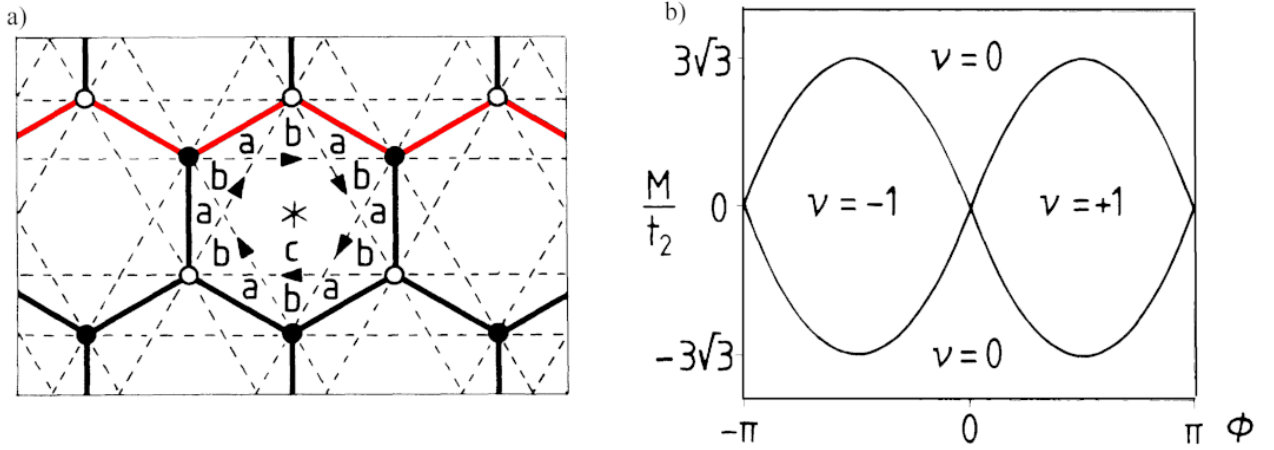 a)
b
a a
b b
a a
c
b b
a b a
b)
3√3
ν = 0
M/t₂
0
ν = -1
ν = +1
-3√3
ν = 0
-π
0
π
Φ